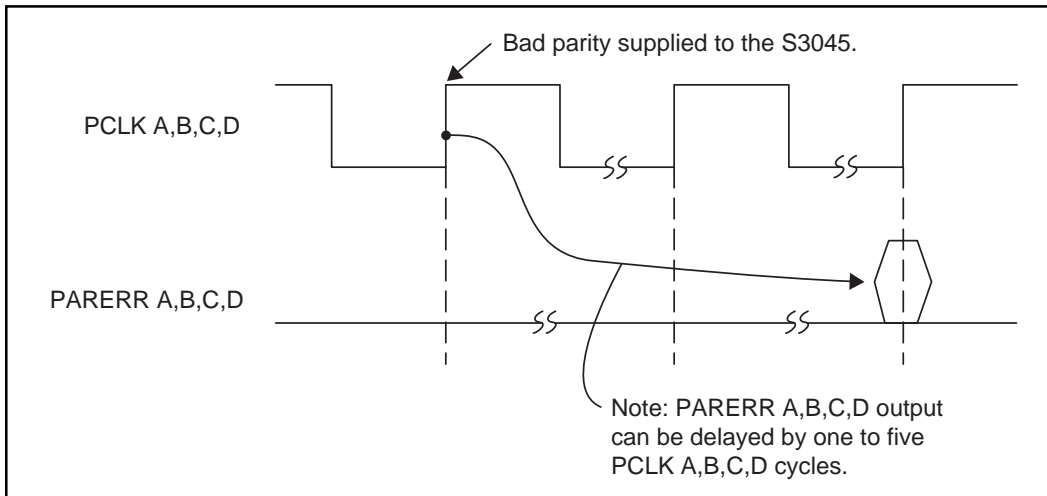 Bad parity supplied to the S3045.
PCLK A,B,C,D
PARERR A,B,C,D
Note: PARERR A,B,C,D output
can be delayed by one to five
PCLK A,B,C,D cycles.